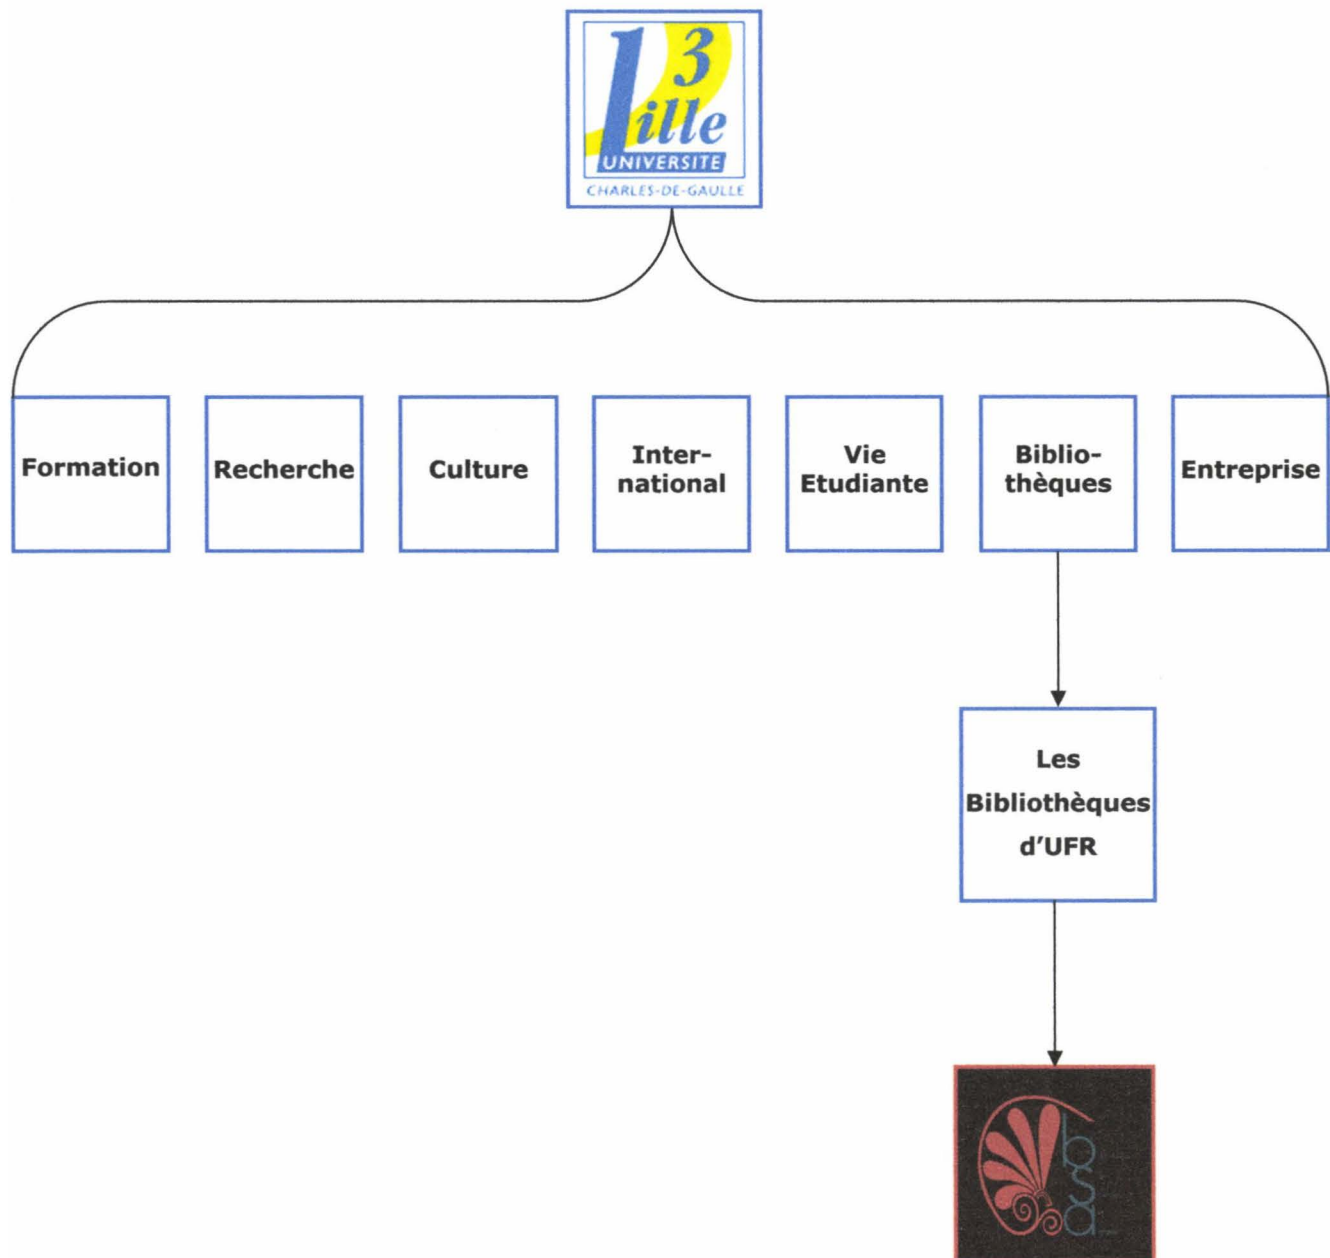 3
Lille
UNIVERSITE
CHARLES-DE-GAULLE
Formation
Recherche
Culture
Inter-
national
Vie
Etudiante
Biblio-
thèques
Entreprise
Les
Bibliothèques
d'UFR
bsa